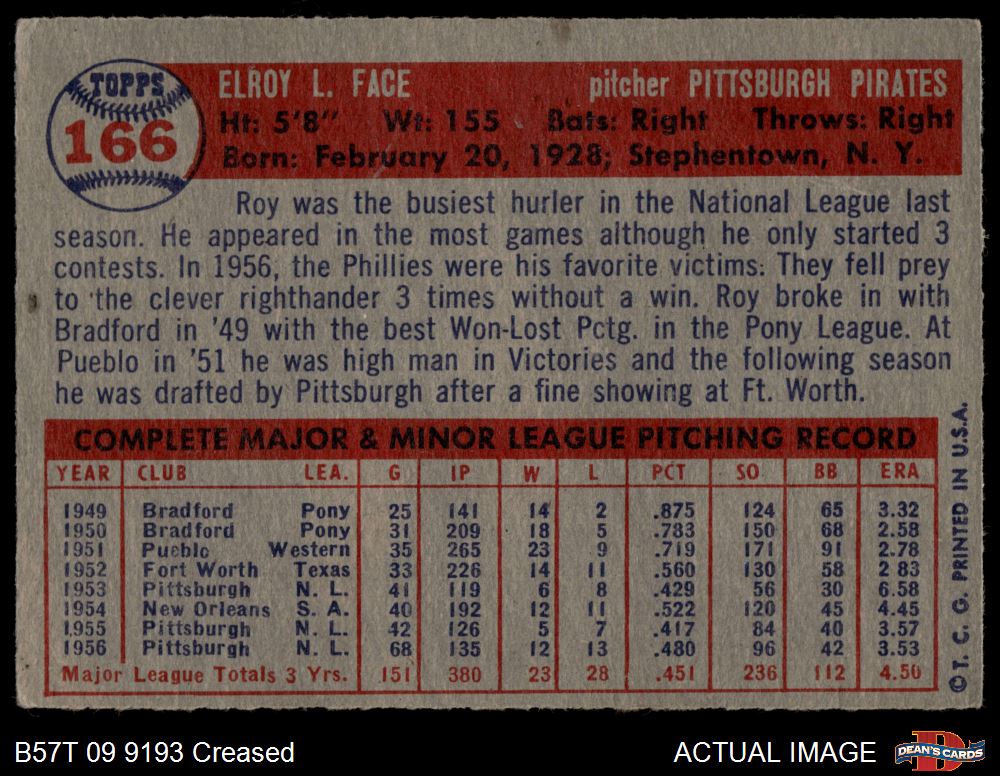 TOPPS
166
ELROY L. FACE pitcher PITTSBURGH PIRATES
Ht: 5'8" Wt: 155 Bats: Right Throws: Right
Born: February 20, 1928; Stephentown, N. Y.
Roy was the busiest hurler in the National League last
season. He appeared in the most games although he only started 3
contests. In 1956, the Phillies were his favorite victims: They fell prey
to the clever righthander 3 times without a win. Roy broke in with
Bradford in '49 with the best Won-Lost Pctg. in the Pony League. At
Pueblo in '51 he was high man in Victories and the following season
he was drafted by Pittsburgh after a fine showing at Ft. Worth.
COMPLETE MAJOR & MINOR LEAGUE PITCHING RECORD
YEAR CLUB LEA. G IP W L PCT SO BB ERA
1949 Bradford Pony 25 141 14 2 .875 124 65 3.32
1950 Bradford Pony 31 209 18 5 .783 150 68 2.58
1951 Pueblo Western 35 265 23 9 .719 171 91 2.78
1952 Fort Worth Texas 33 226 14 11 .560 130 58 2 83
1953 Pittsburgh N. L. 41 119 6 8 .429 56 30 6.58
1954 New Orleans S. A. 40 192 12 11 .522 120 45 4.45
1955 Pittsburgh N. L. 42 126 5 7 .417 84 40 3.57
1956 Pittsburgh N. L. 68 135 12 13 .480 96 42 3.53
Major League Totals 3 Yrs. 151 380 23 28 .451 236 112 4.50
© T. C. G. PRINTED IN U.S.A.
B57T 09 9193 Creased ACTUAL IMAGE
DEAN'S CARDS